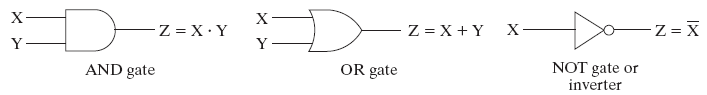 X
Y
Z = X · Y
AND gate
X
Y
Z = X + Y
OR gate
X
Z = X̅
NOT gate or
inverter